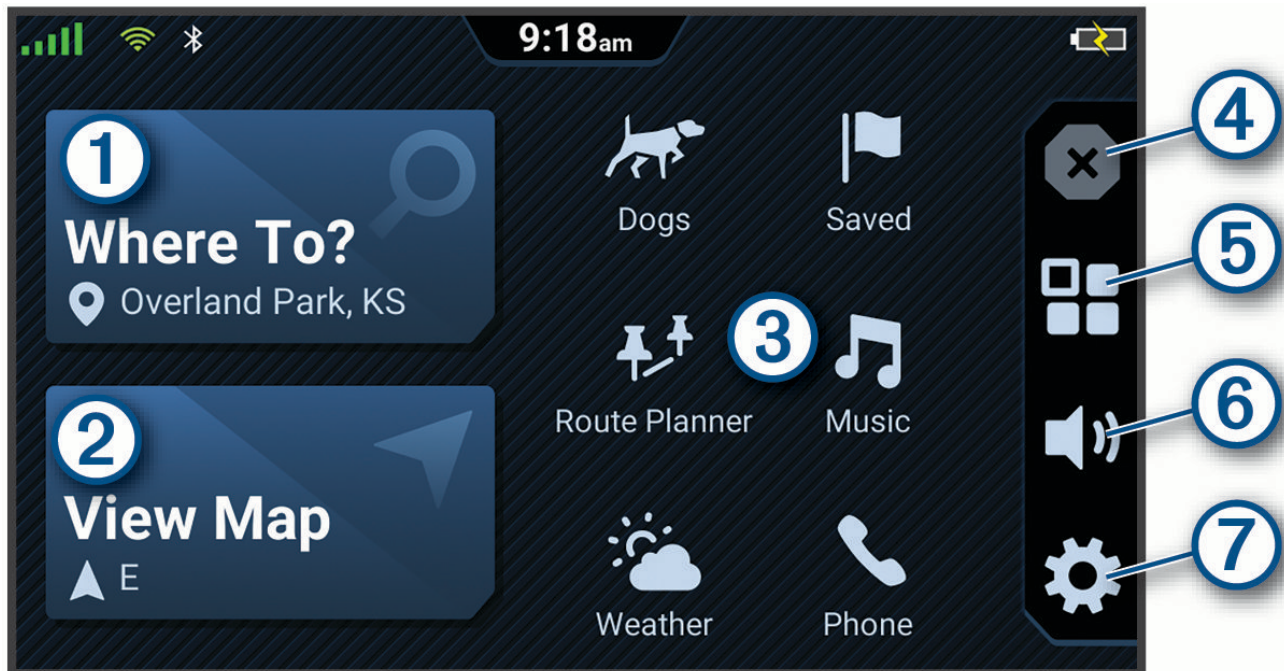 9:18am
1
Where To?
Overland Park, KS
2
View Map
E
Dogs
Saved
3
Route Planner
Music
Weather
Phone
4
5
6
7